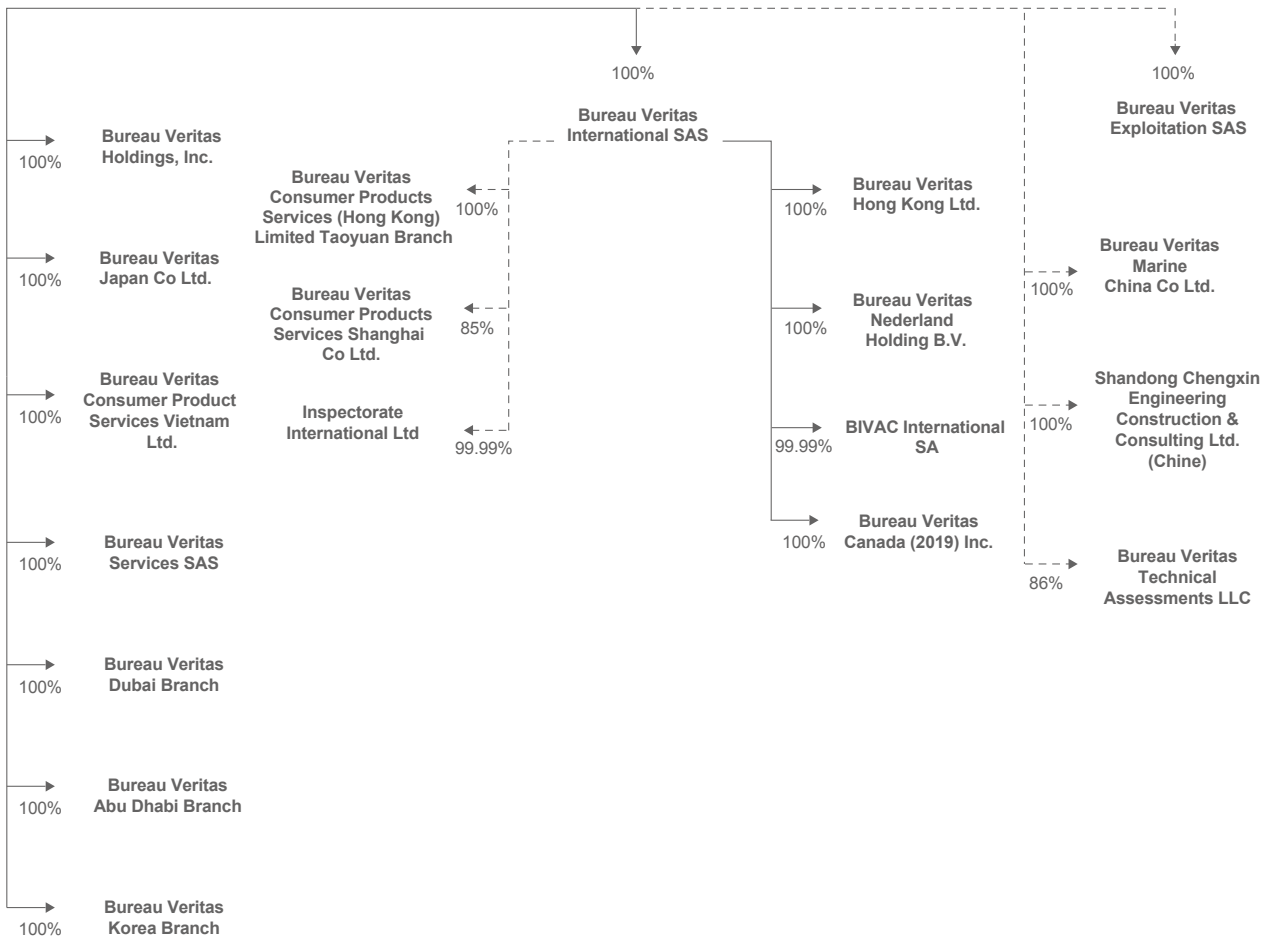 100%
Bureau Veritas
International SAS
100%
Bureau Veritas
Exploitation SAS
100%
Bureau Veritas
Holdings, Inc.
100%
Bureau Veritas
Japan Co Ltd.
100%
Bureau Veritas
Consumer Product
Services Vietnam
Ltd.
100%
Bureau Veritas
Services SAS
100%
Bureau Veritas
Dubai Branch
100%
Bureau Veritas
Abu Dhabi Branch
100%
Bureau Veritas
Korea Branch
Bureau Veritas
Consumer Products
Services (Hong Kong)
Limited Taoyuan Branch
100%
Bureau Veritas
Consumer Products
Services Shanghai
Co Ltd.
85%
Inspectorate
International Ltd
99.99%
100%
Bureau Veritas
Hong Kong Ltd.
100%
Bureau Veritas
Nederland
Holding B.V.
99.99%
BIVAC International
SA
100%
Bureau Veritas
Canada (2019) Inc.
100%
Bureau Veritas
Marine
China Co Ltd.
100%
Shandong Chengxin
Engineering
Construction &
Consulting Ltd.
(Chine)
86%
Bureau Veritas
Technical
Assessments LLC